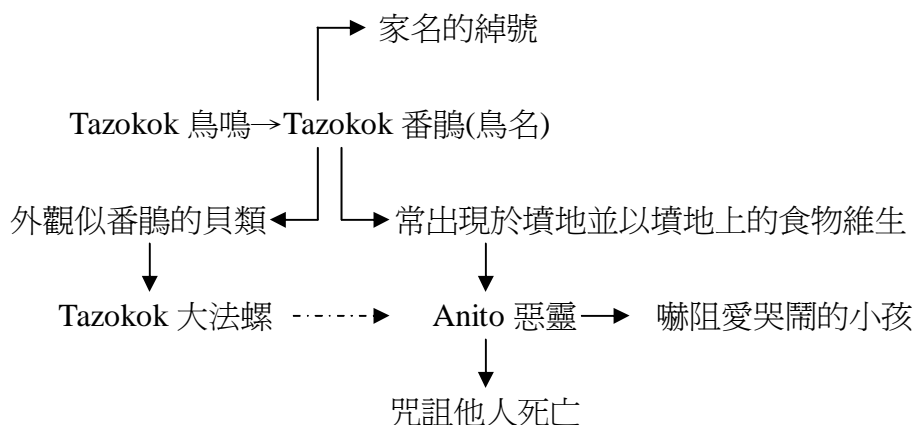 家名的綽號
Tazokok 鳥鳴→Tazokok 番鵑(鳥名)
外觀似番鵑的貝類 常出現於墳地並以墳地上的食物維生
Tazokok 大法螺 Anito 惡靈 嚇阻愛哭鬧的小孩
咒詛他人死亡